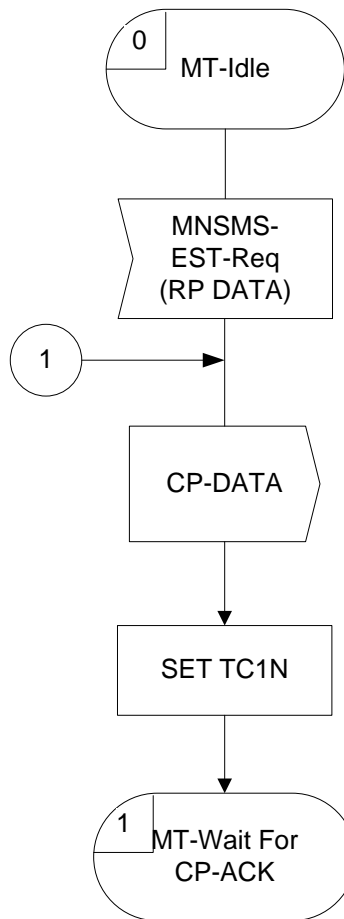 0
MT-Idle
MNSMS-
EST-Req
(RP DATA)
1
CP-DATA
SET TC1N
1
MT-Wait For
CP-ACK